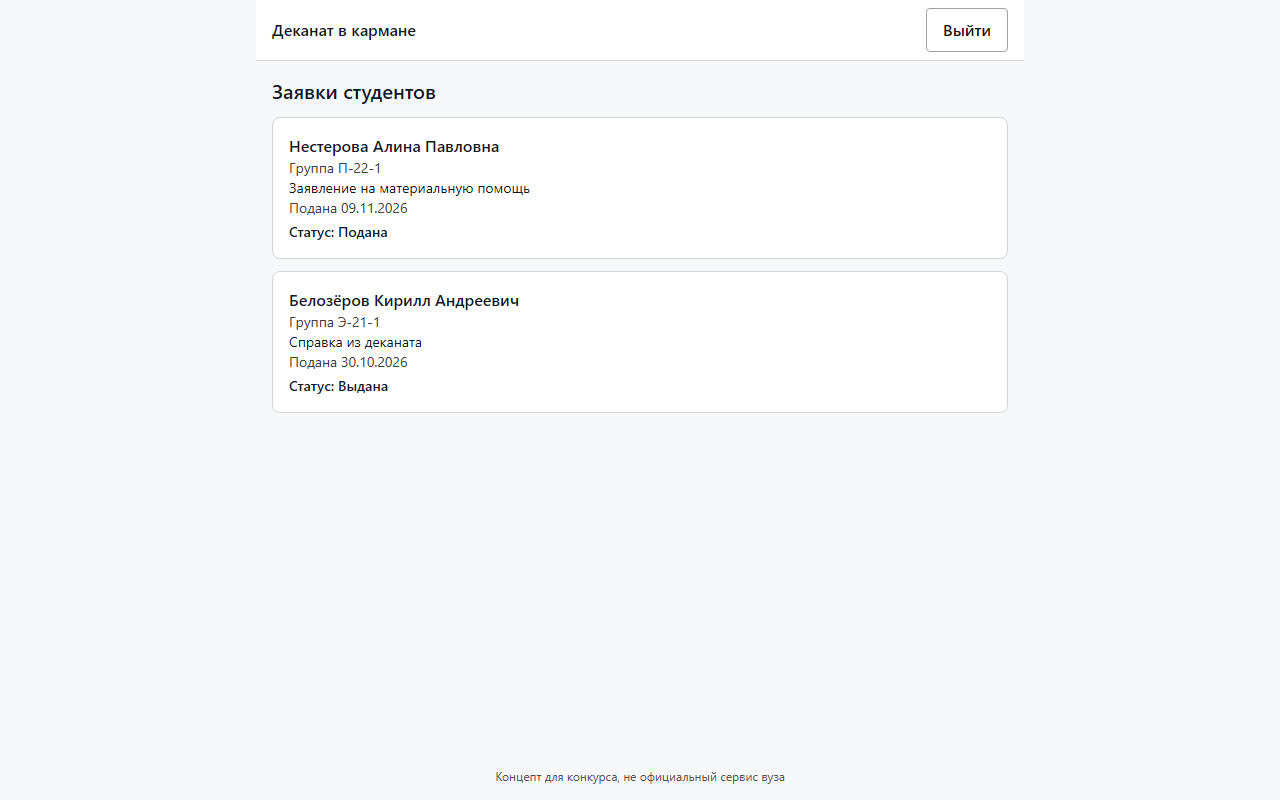 Деканат в кармане
Выйти
Заявки студентов
Нестерова Алина Павловна
Группа П-22-1
Заявление на материальную помощь
Подана 09.11.2026
Статус: Подана
Белозёров Кирилл Андреевич
Группа Э-21-1
Справка из деканата
Подана 30.10.2026
Статус: Выдана
Концепт для конкурса, не официальный сервис вуза